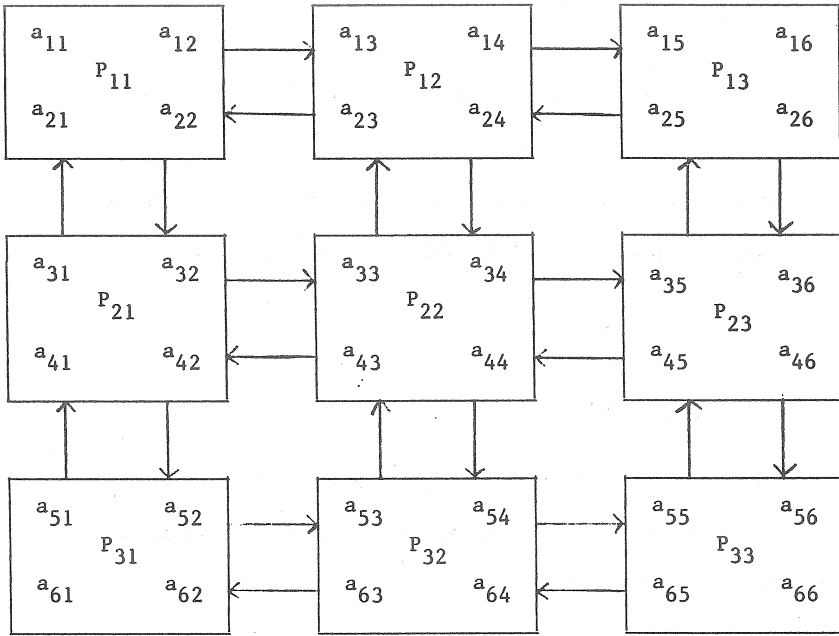 a11 a12 a13 a14 a15 a16
P11 P12 P13
a21 a22 a23 a24 a25 a26
a31 a32 a33 a34 a35 a36
P21 P22 P23
a41 a42 a43 a44 a45 a46
a51 a52 a53 a54 a55 a56
P31 P32 P33
a61 a62 a63 a64 a65 a66